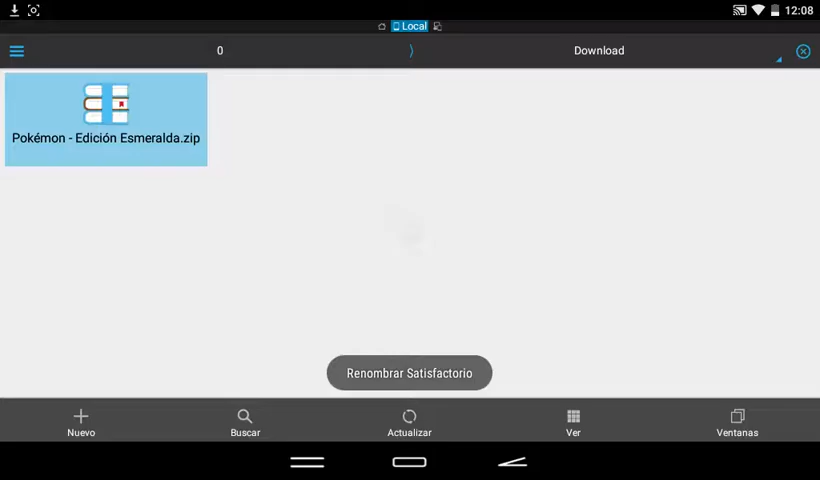 12:08
Local
0
Download
Pokémon - Edición Esmeralda.zip
Renombrar Satisfactorio
Nuevo
Buscar
Actualizar
Ver
Ventanas